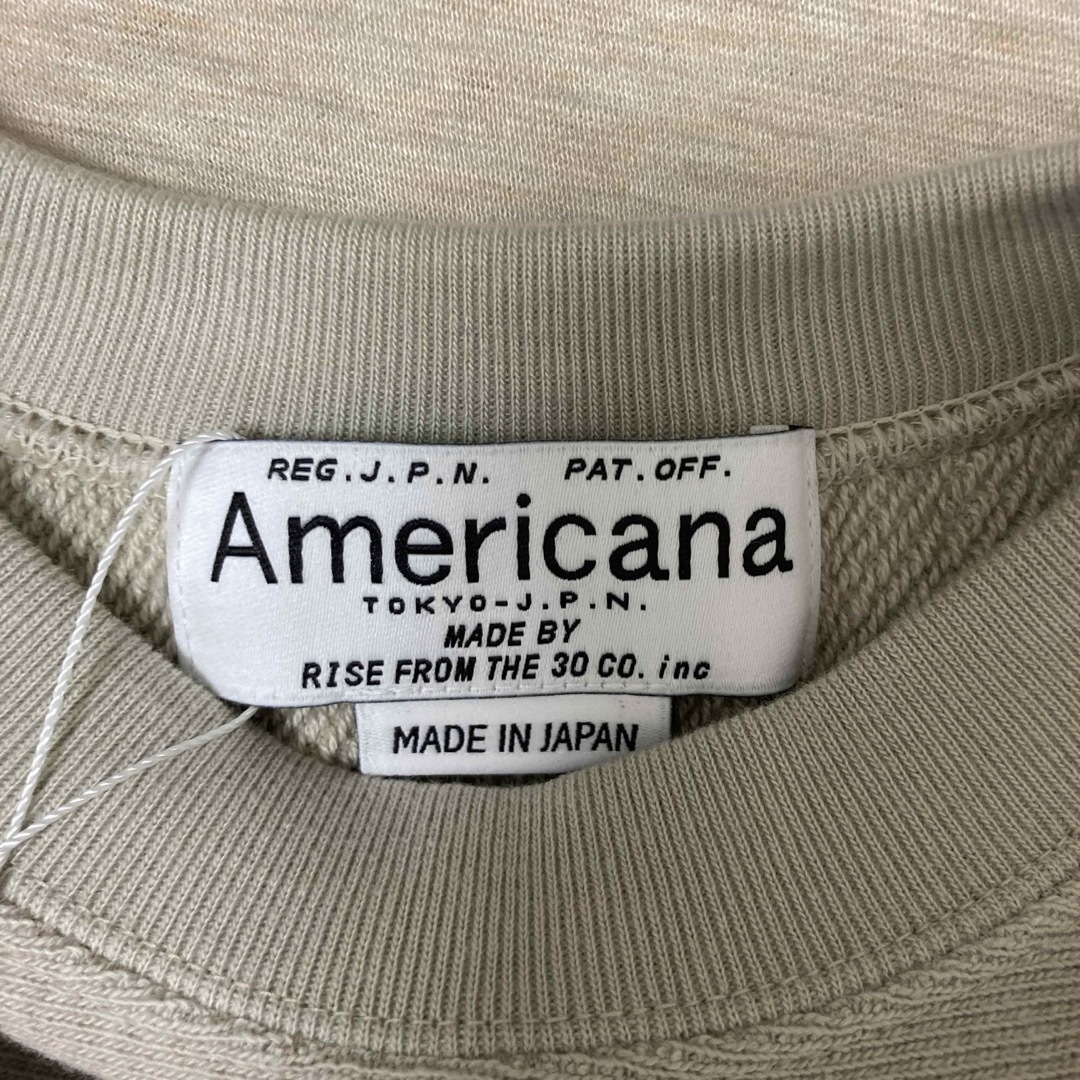 REG.J.P.N. PAT.OFF.
Americana
TOKYO-J.P.N.
MADE BY
RISE FROM THE 30 CO. inc
MADE IN JAPAN